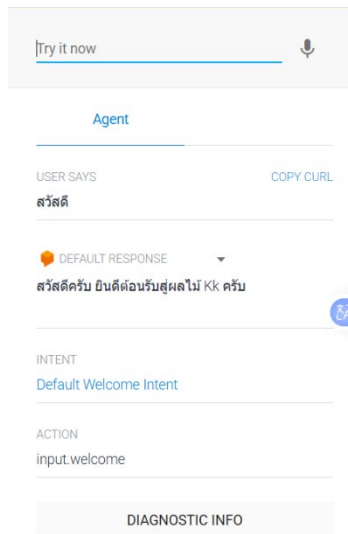 Try it now
Agent
USER SAYS
COPY CURL
สวัสดี
DEFAULT RESPONSE
สวัสดีครับ ยินดีต้อนรับสู่ผลไม้ Kk ครับ
INTENT
Default Welcome Intent
ACTION
input.welcome
DIAGNOSTIC INFO